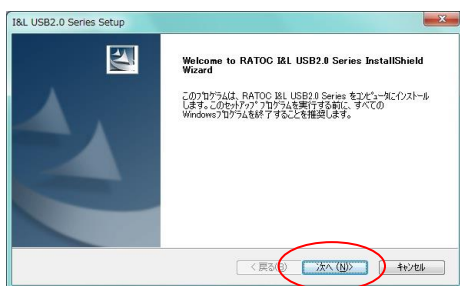 I&L USB2.0 Series Setup
Welcome to RATOC I&L USB2.0 Series InstallShield
Wizard
このプログラムは、RATOC I&L USB2.0 Series をコンピュータにインストール
します。このセットアップ プログラムを実行する前に、すべての
Windowsプログラムを終了することを推奨します。
< 戻る(B) 次へ (N)> キャンセル